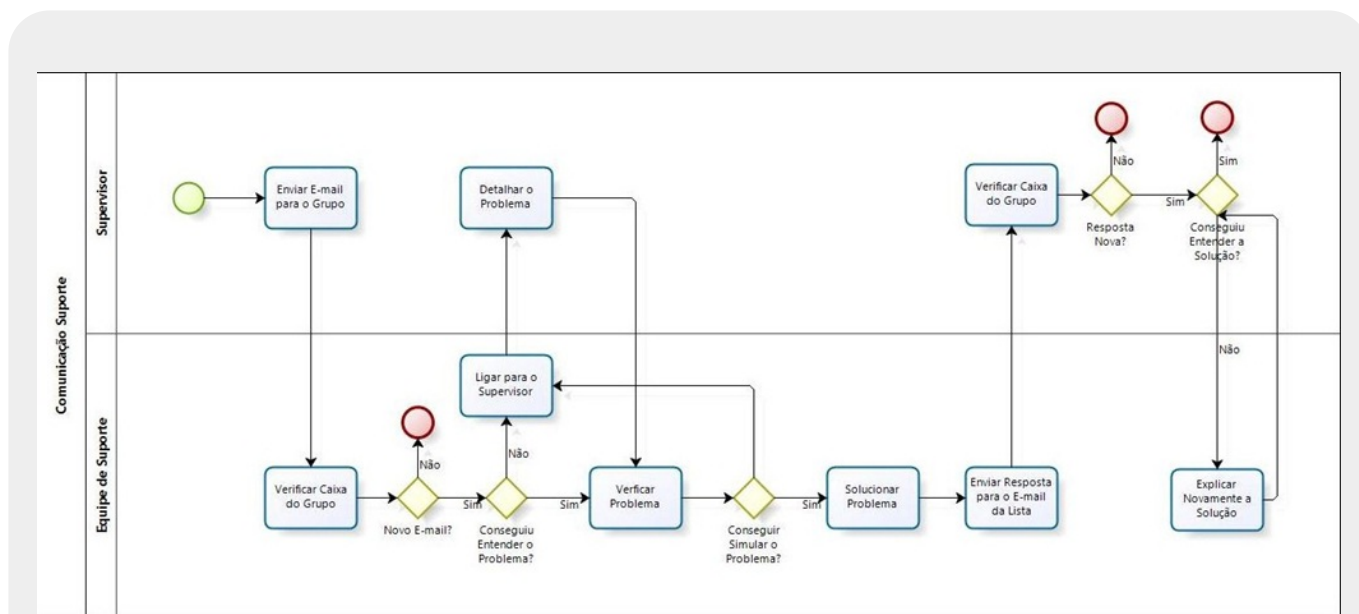 Comunicação Suporte
Supervisor
Enviar E-mail
para o Grupo
Detalhar o
Problema
Verificar Caixa
do Grupo
Não
Resposta
Nova?
Sim
Sim
Conseguiu
Entender a
Solução?
Não
Equipe de Suporte
Verificar Caixa
do Grupo
Não
Novo E-mail?
Sim
Ligar para o
Supervisor
Não
Conseguiu
Entender o
Problema?
Sim
Verficar
Problema
Conseguir
Simular o
Problema?
Sim
Solucionar
Problema
Enviar Resposta
para o E-mail
da Lista
Explicar
Novamente a
Solução